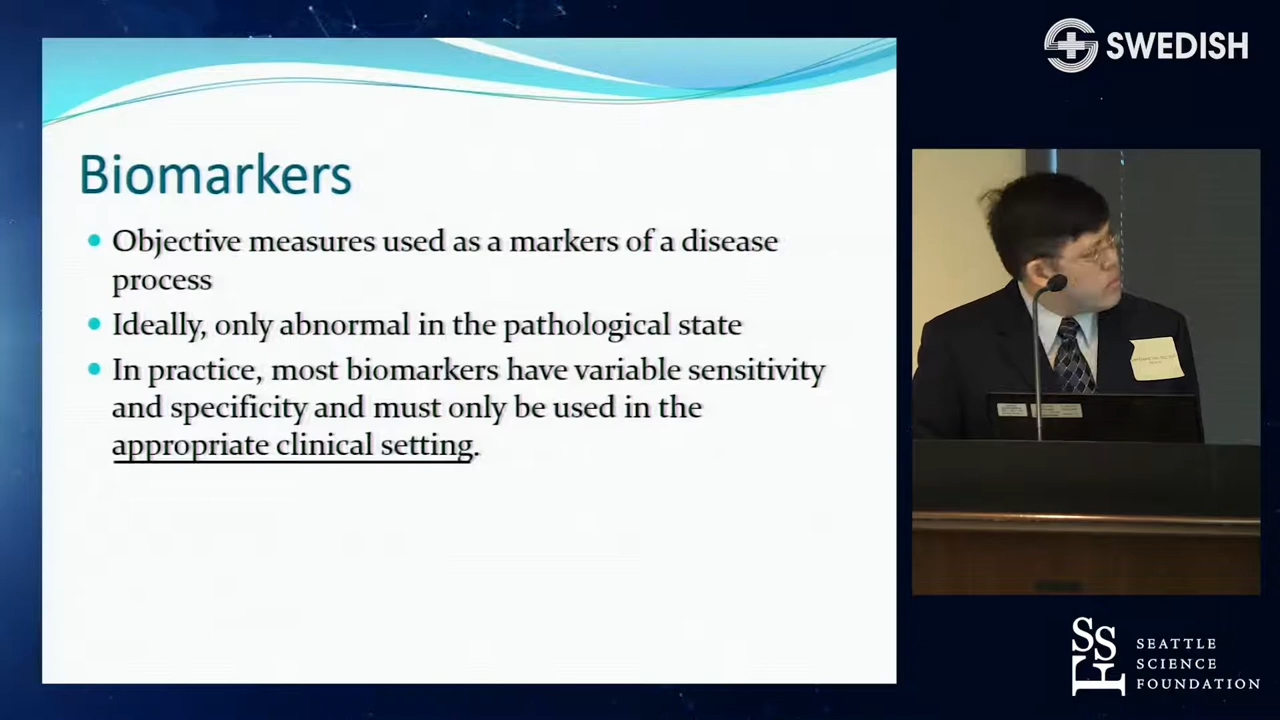 SWEDISH
Biomarkers
Objective measures used as a markers of a disease
process
Ideally, only abnormal in the pathological state
In practice, most biomarkers have variable sensitivity
and specificity and must only be used in the
appropriate clinical setting.
SSF
SEATTLE
SCIENCE
FOUNDATION